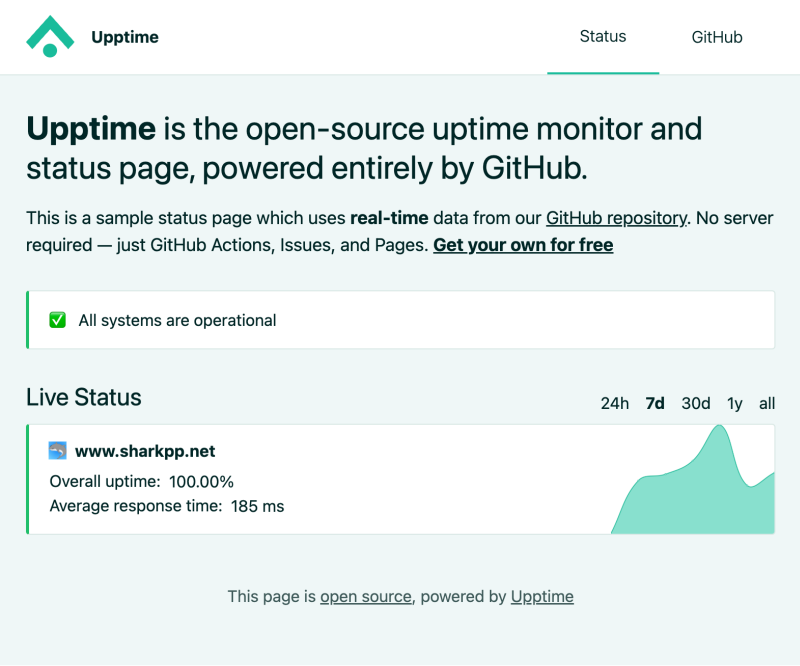 Upptime
Status
GitHub
Upptime is the open-source uptime monitor and
status page, powered entirely by GitHub.
This is a sample status page which uses real-time data from our GitHub repository. No server
required — just GitHub Actions, Issues, and Pages. Get your own for free
✅ All systems are operational
Live Status
24h 7d 30d 1y all
www.sharkpp.net
Overall uptime: 100.00%
Average response time: 185 ms
This page is open source, powered by Upptime